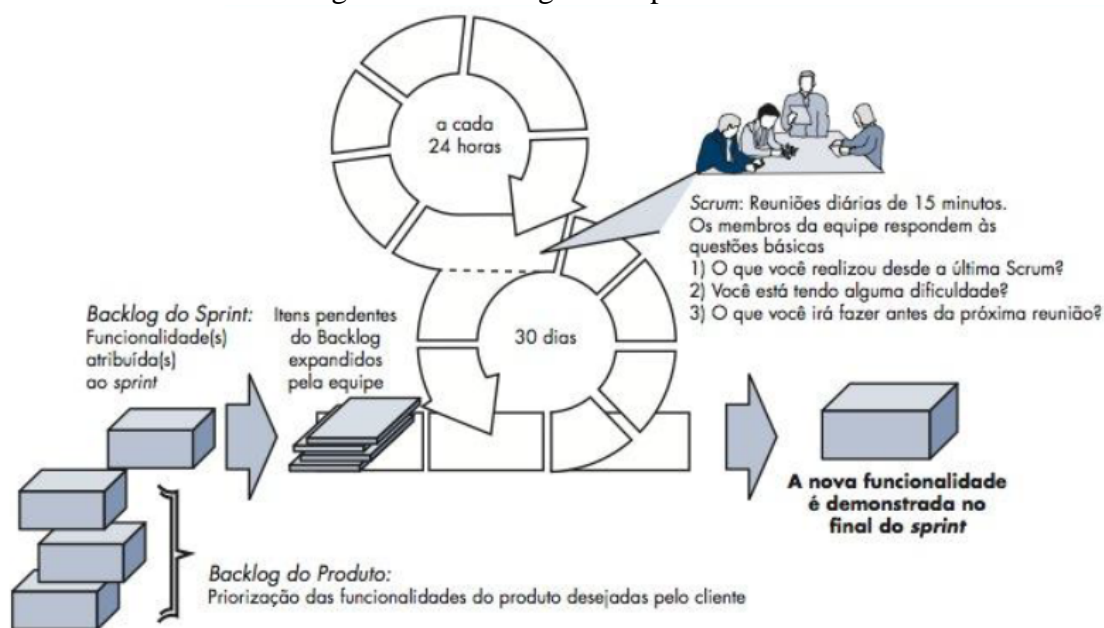 a cada
24 horas
Scrum: Reuniões diárias de 15 minutos.
Os membros da equipe respondem às
questões básicas
1) O que você realizou desde a última Scrum?
2) Você está tendo alguma dificuldade?
3) O que você irá fazer antes da próxima reunião?
Backlog do Sprint:
Funcionalidade(s)
atribuída(s)
ao sprint
Itens pendentes
do Backlog
expandidos
pela equipe
30 dias
A nova funcionalidade
é demonstrada no
final do sprint
Backlog do Produto:
Priorização das funcionalidades do produto desejadas pelo cliente